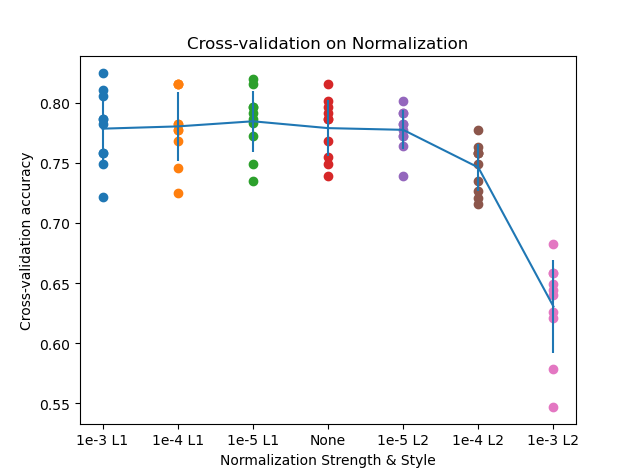 Cross-validation on Normalization
Cross-validation accuracy
0.80
0.75
0.70
0.65
0.60
0.55
1e-3 L1 1e-4 L1 1e-5 L1 None 1e-5 L2 1e-4 L2 1e-3 L2
Normalization Strength & Style